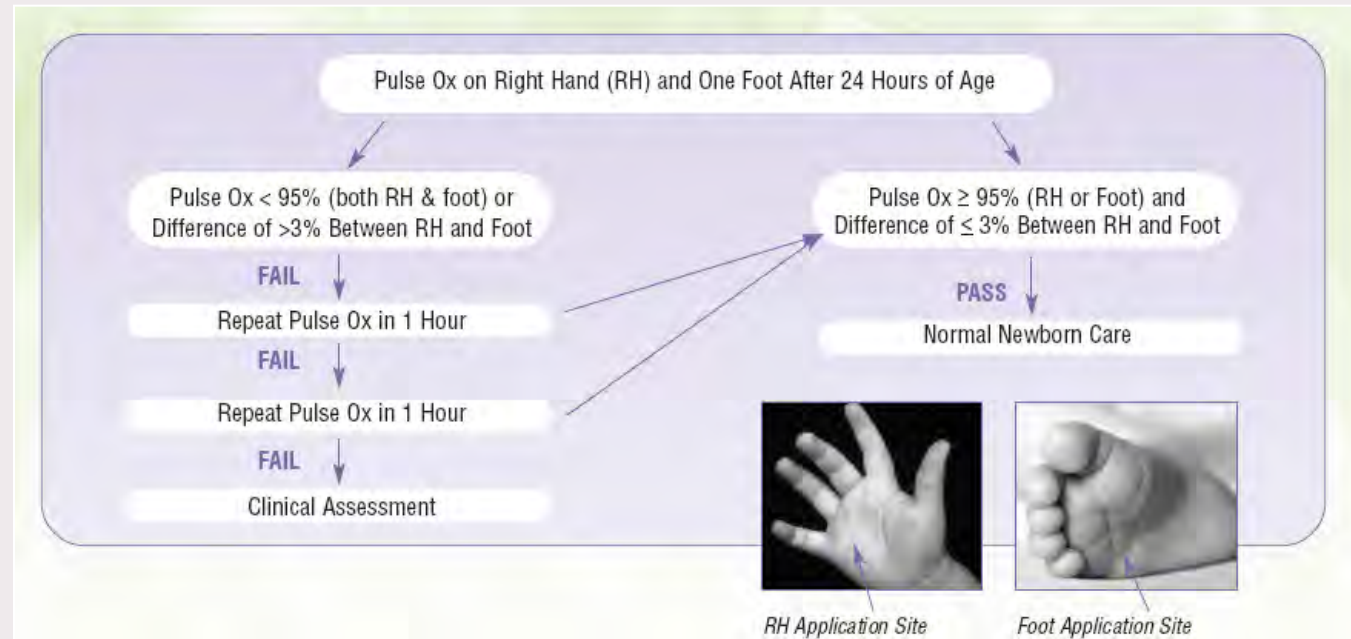 Pulse Ox on Right Hand (RH) and One Foot After 24 Hours of Age
Pulse Ox < 95% (both RH & foot) or
Difference of >3% Between RH and Foot
FAIL
Repeat Pulse Ox in 1 Hour
FAIL
Repeat Pulse Ox in 1 Hour
FAIL
Clinical Assessment
Pulse Ox ≥ 95% (RH or Foot) and
Difference of ≤ 3% Between RH and Foot
PASS
Normal Newborn Care
RH Application Site
Foot Application Site